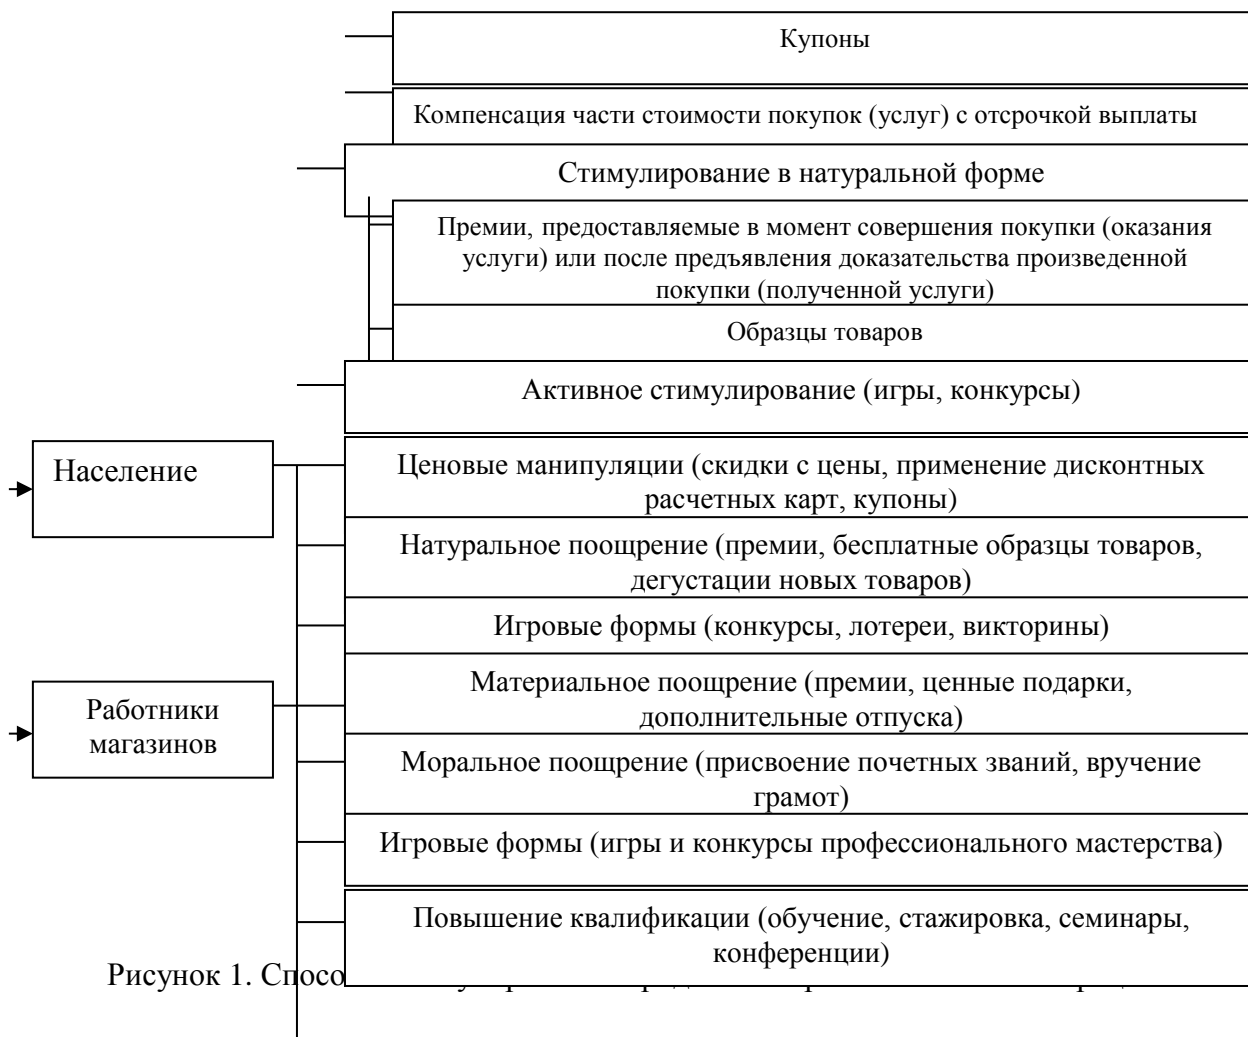 Купоны
Компенсация части стоимости покупок (услуг) с отсрочкой выплаты
Стимулирование в натуральной форме
Премии, предоставляемые в момент совершения покупки (оказания
услуги) или после предъявления доказательства произведенной
покупки (полученной услуги)
Образцы товаров
Активное стимулирование (игры, конкурсы)
Население
Ценовые манипуляции (скидки с цены, применение дисконтных
расчетных карт, купоны)
Натуральное поощрение (премии, бесплатные образцы товаров,
дегустации новых товаров)
Игровые формы (конкурсы, лотереи, викторины)
Работники
магазинов
Материальное поощрение (премии, ценные подарки,
дополнительные отпуска)
Моральное поощрение (присвоение почетных званий, вручение
грамот)
Игровые формы (игры и конкурсы профессионального мастерства)
Повышение квалификации (обучение, стажировка, семинары,
конференции)
Рисунок 1.